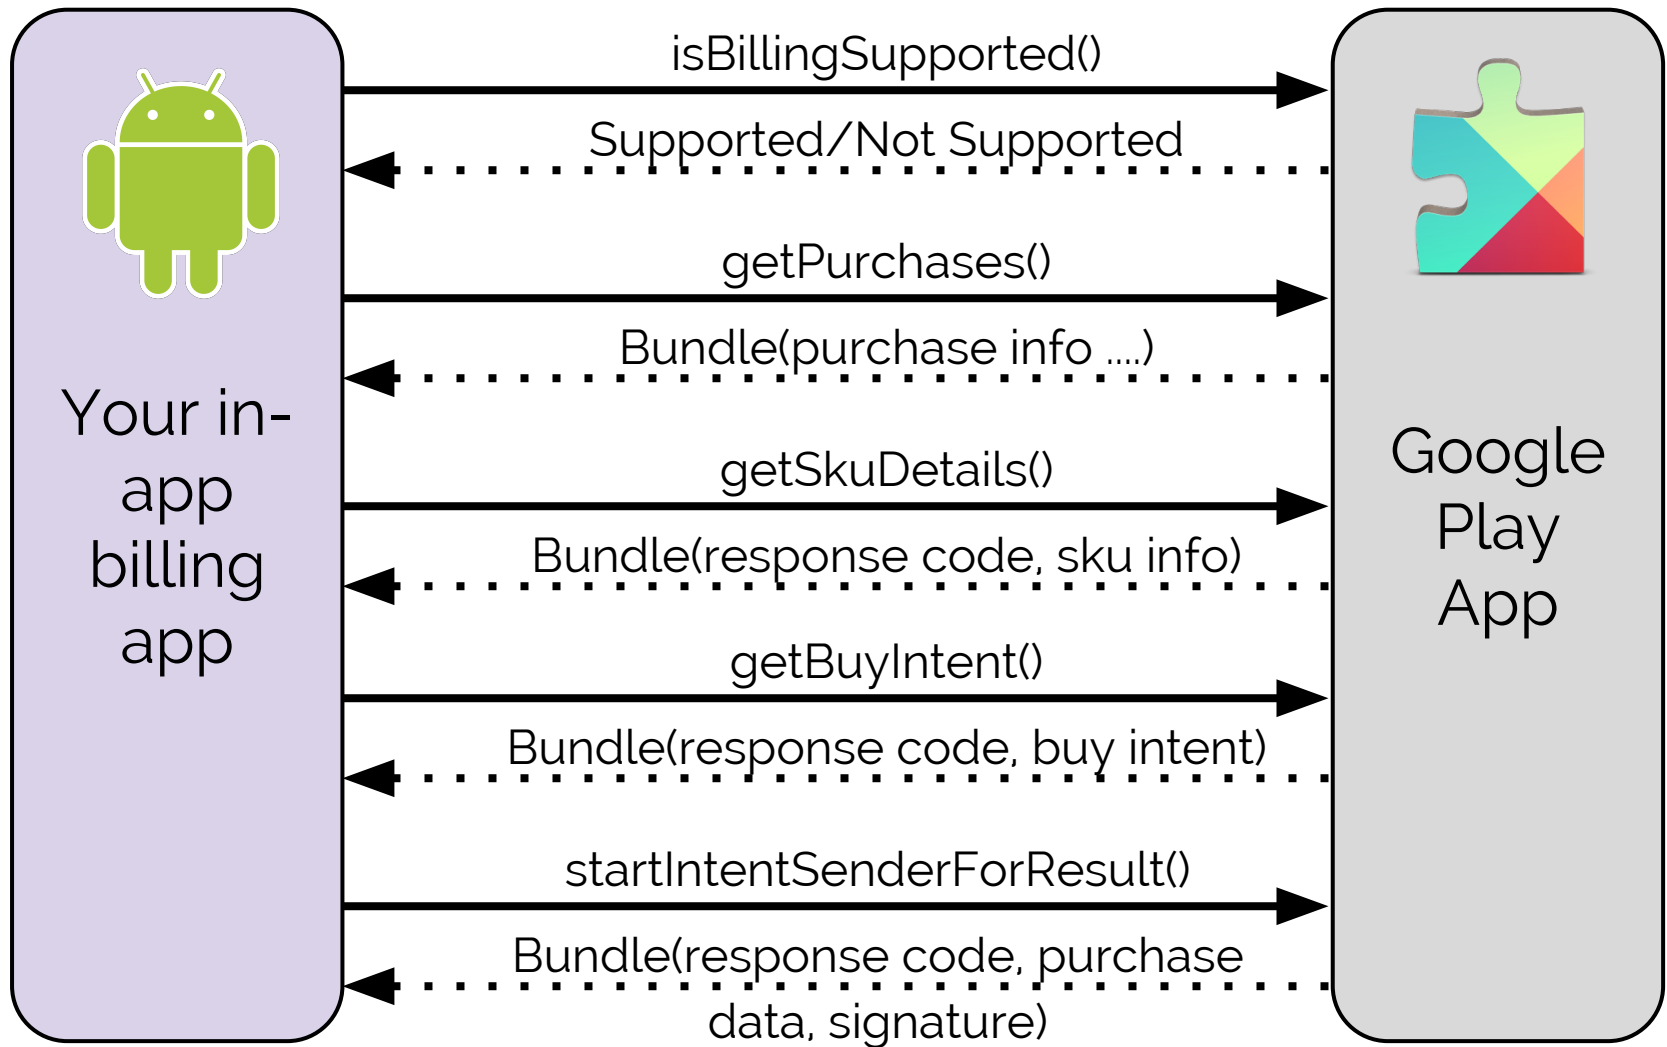 isBillingSupported()
Supported/Not Supported
getPurchases()
Bundle(purchase info ....)
getSkuDetails()
Bundle(response code, sku info)
getBuyIntent()
Bundle(response code, buy intent)
startIntentSenderForResult()
Bundle(response code, purchase
data, signature)
Your in-
app
billing
app
Google
Play
App